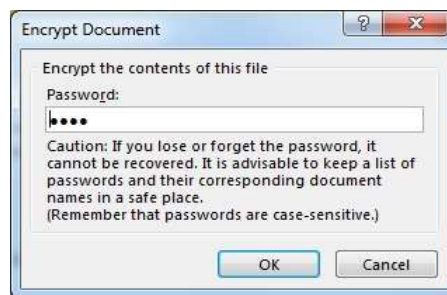 Encrypt Document
Encrypt the contents of this file
Password:
••••
Caution: If you lose or forget the password, it
cannot be recovered. It is advisable to keep a list of
passwords and their corresponding document
names in a safe place.
(Remember that passwords are case-sensitive.)
OK Cancel